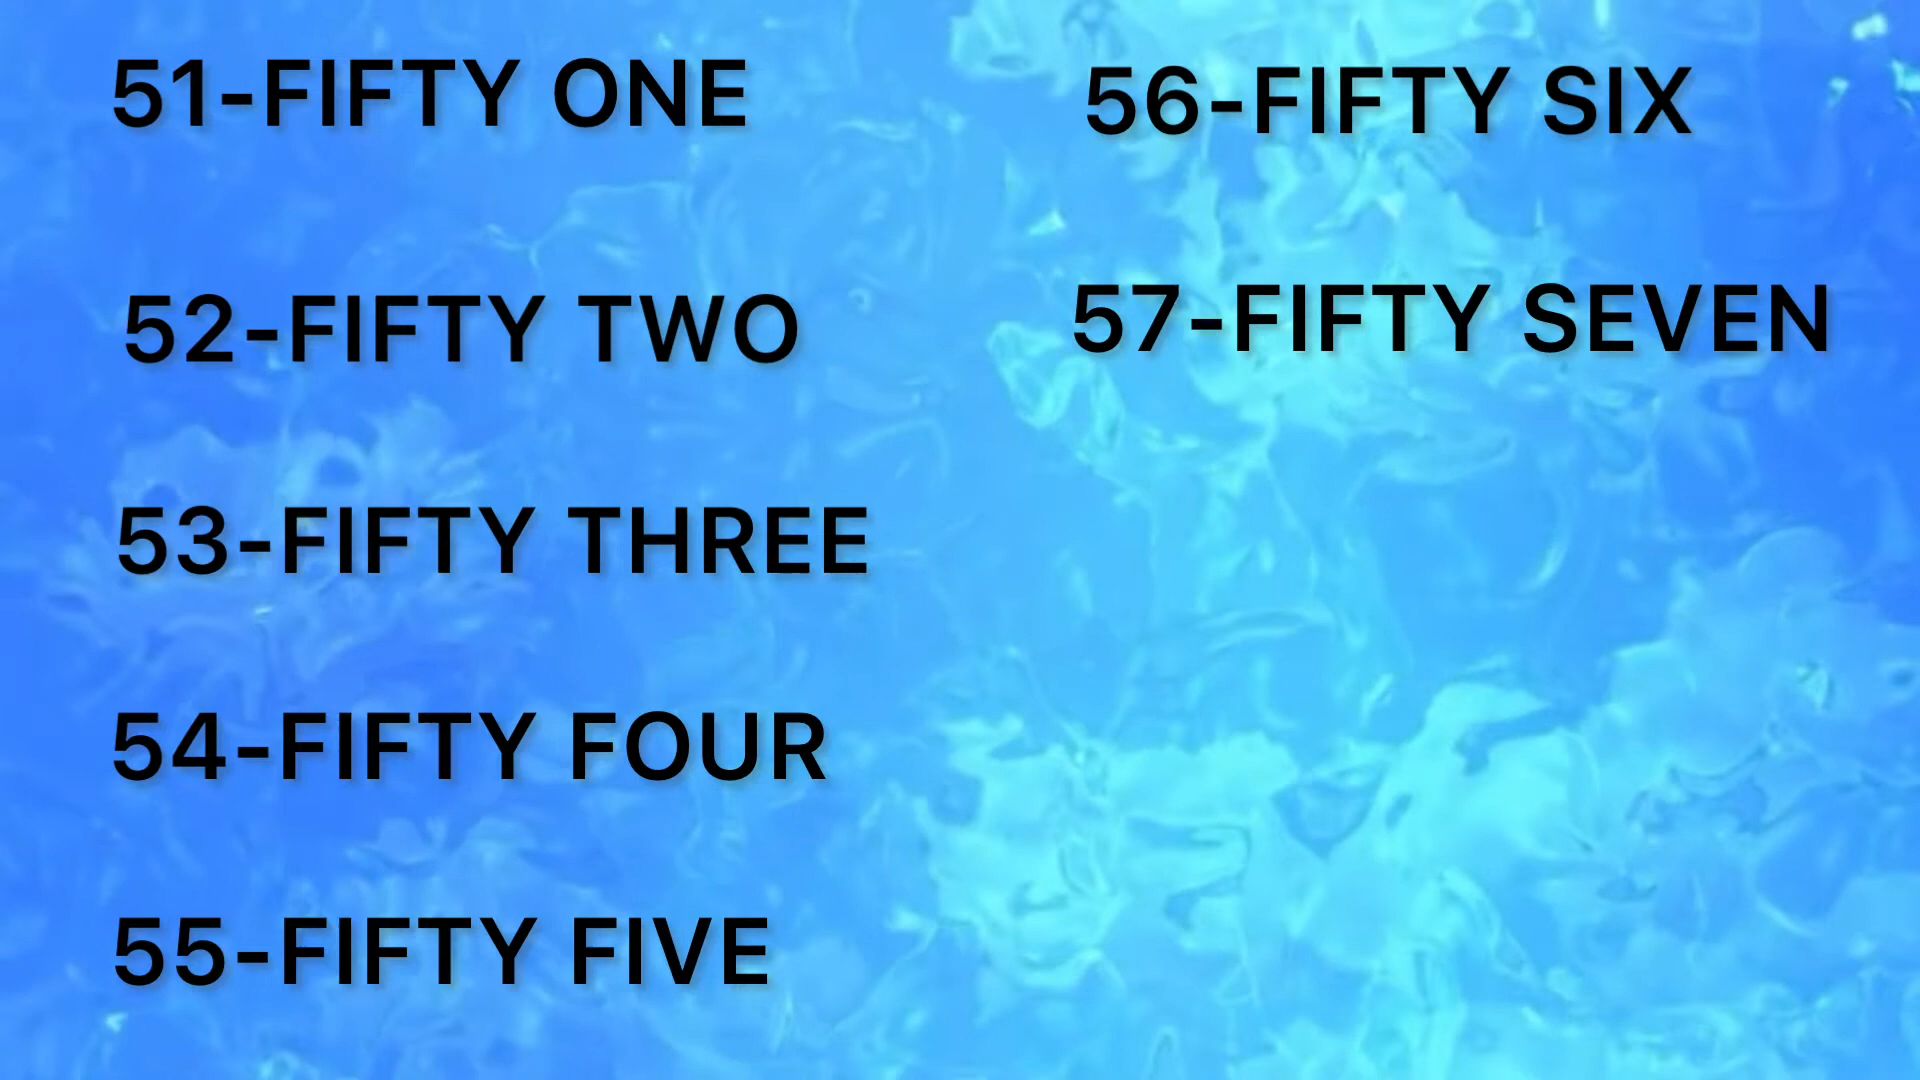 51-FIFTY ONE
52-FIFTY TWO
53-FIFTY THREE
54-FIFTY FOUR
55-FIFTY FIVE
56-FIFTY SIX
57-FIFTY SEVEN